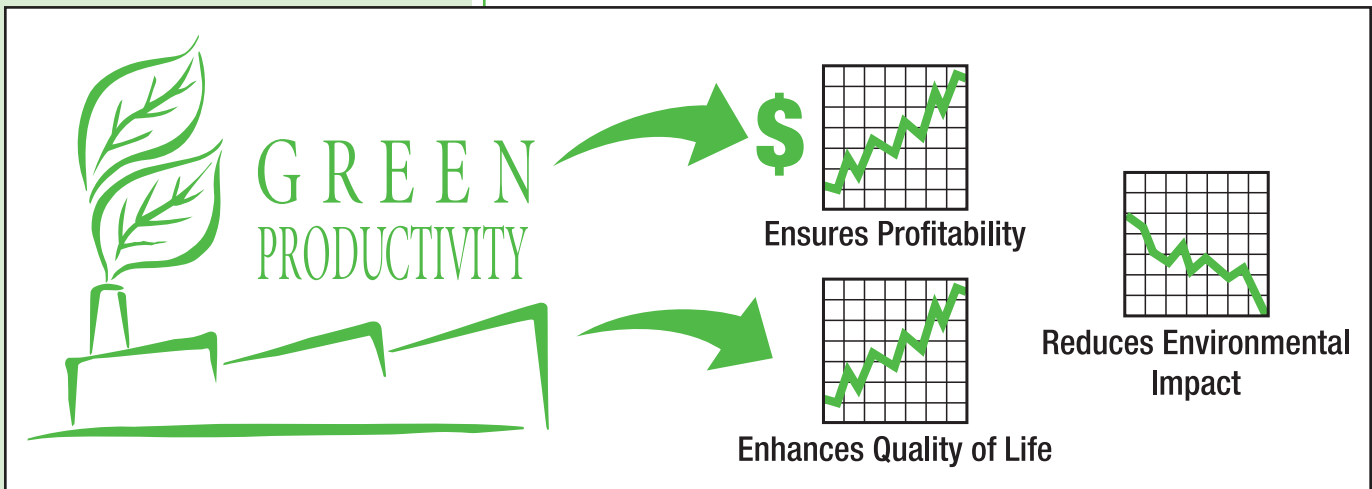 GREEN
PRODUCTIVITY
$
Ensures Profitability
Enhances Quality of Life
Reduces Environmental
Impact